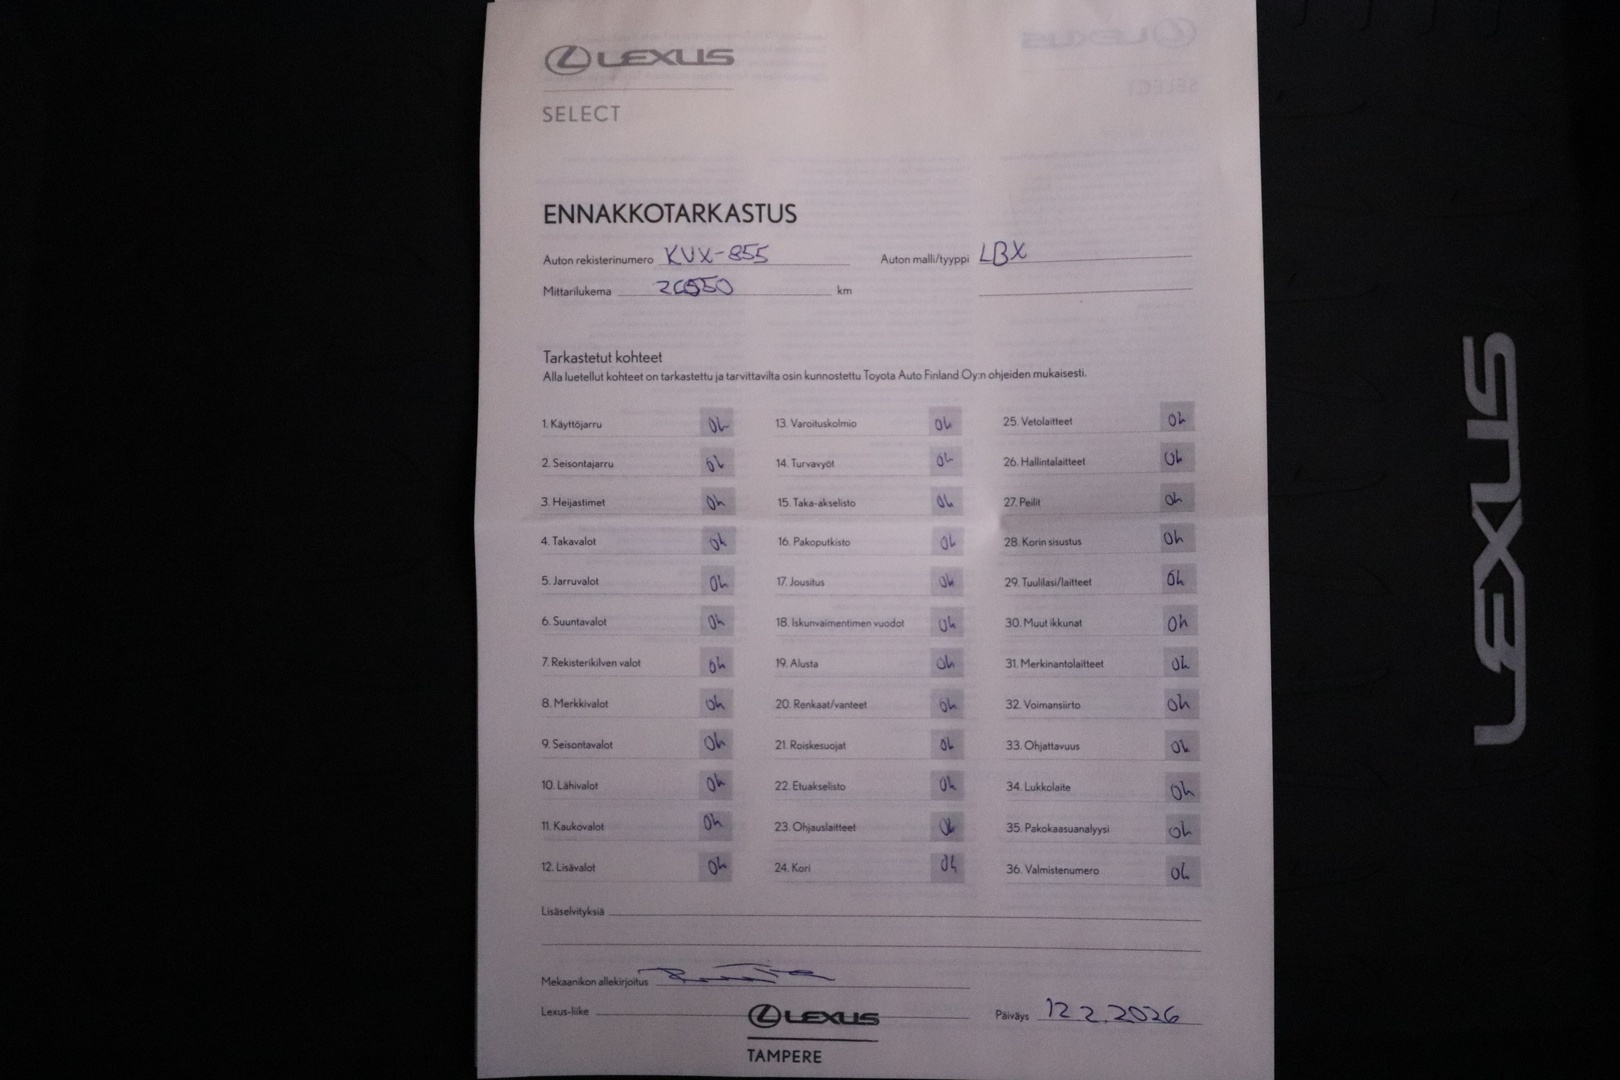 LEXUS
SELECT
ENNAKKOTARKASTUS
Auton rekisterinumero KVX-855 Auton malli/tyyppi LBX
Mittarilukema km
Tarkastetut kohteet
Alla luetellut kohteet on tarkastettu ja tarvittavilta osin kunnostettu Toyota Auto Finland Oy:n ohjeiden mukaisesti.
1. Käyttöjarru Ok 13. Varoituskolmio Ok 25. Vetolaitteet Ok
2. Seisontajarru Ok 14. Turvavyöt Ok 26. Hallintalaitteet Ok
3. Heijastimet Ok 15. Taka-akselisto Ok 27. Peilit Ok
4. Takavalot Ok 16. Pakoputkisto Ok 28. Korin sisustus Ok
5. Jarruvalot Ok 17. Jousitus Ok 29. Tuulilasi/laitteet Ok
6. Suuntavalot Ok 18. Iskunvaimentimen vuodot Ok 30. Muut ikkunat Ok
7. Rekisterikilven valot Ok 19. Alusta Ok 31. Merkinantolaitteet Ok
8. Merkkivalot Ok 20. Renkaat/vanteet Ok 32. Voimansiirto Ok
9. Seisontavalot Ok 21. Roiskesuojat Ok 33. Ohjattavuus Ok
10. Lähivalot Ok 22. Etuakselisto Ok 34. Lukkolaite Ok
11. Kaukovalot Ok 23. Ohjauslaitteet Ok 35. Pakokaasuanalyysi Ok
12. Lisävalot Ok 24. Kori Ok 36. Valmistenumero Ok
Lisäselvityksiä
Mekaanikon allekirjoitus
Lexus-liike LEXUS Päiväys 12.2.2026
TAMPERE
LEXUS